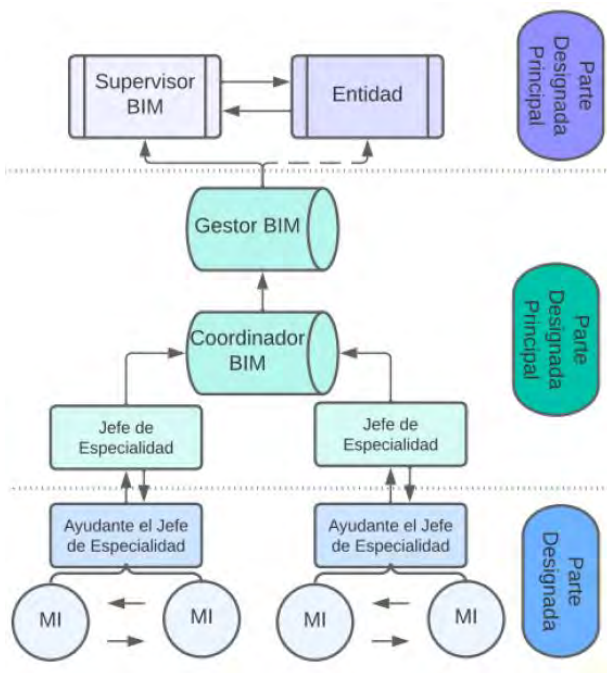 Supervisor
BIM
Entidad
Parte
Designada
Principal
Gestor BIM
Coordinador
BIM
Parte
Designada
Principal
Jefe de
Especialidad
Jefe de
Especialidad
Ayudante el Jefe
de Especialidad
Ayudante el Jefe
de Especialidad
Parte
Designada
MI
MI
MI
MI